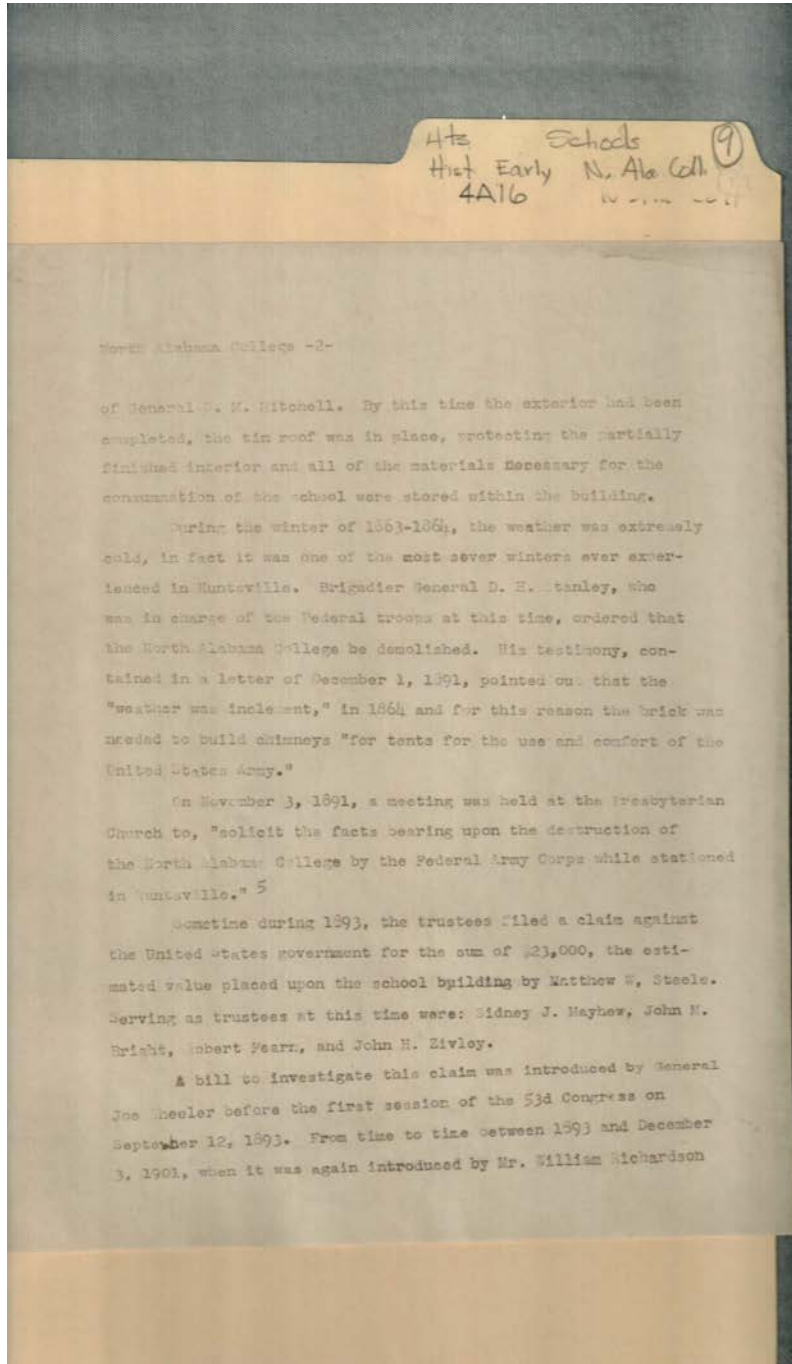 Hts Schools 9
Hist Early N. Ala Coll.
4A16
North Alabama College -2-
of General O. M. Mitchell. By this time the exterior had been
completed, the tin roof was in place, protecting the partially
finished interior and all of the materials necessary for the
consummation of the school were stored within the building.
During the winter of 1863-1864, the weather was extremely
cold, in fact it was one of the most sever winters ever exper-
ienced in Huntsville. Brigadier General D. H. Stanley, who
was in charge of the Federal troops at this time, ordered that
the North Alabama College be demolished. His testimony, con-
tained in a letter of December 1, 1891, pointed out that the
"weather was inclement," in 1864 and for this reason the brick was
needed to build chimneys "for tents for the use and comfort of the
United States Army."
On November 3, 1891, a meeting was held at the Presbyterian
Church to, "solicit the facts bearing upon the destruction of
the North Alabama College by the Federal Army Corps while stationed
in Huntsville." 5
Sometime during 1893, the trustees filed a claim against
the United States government for the sum of $23,000, the esti-
mated value placed upon the school building by Matthew W, Steele.
Serving as trustees at this time were: Sidney J. Mayhew, John M.
Bright, Robert Fearn, and John H. Zivley.
A bill to investigate this claim was introduced by General
Joe Wheeler before the first session of the 53d Congress on
September 12, 1893. From time to time between 1893 and December
3, 1901, when it was again introduced by Mr. William Richardson